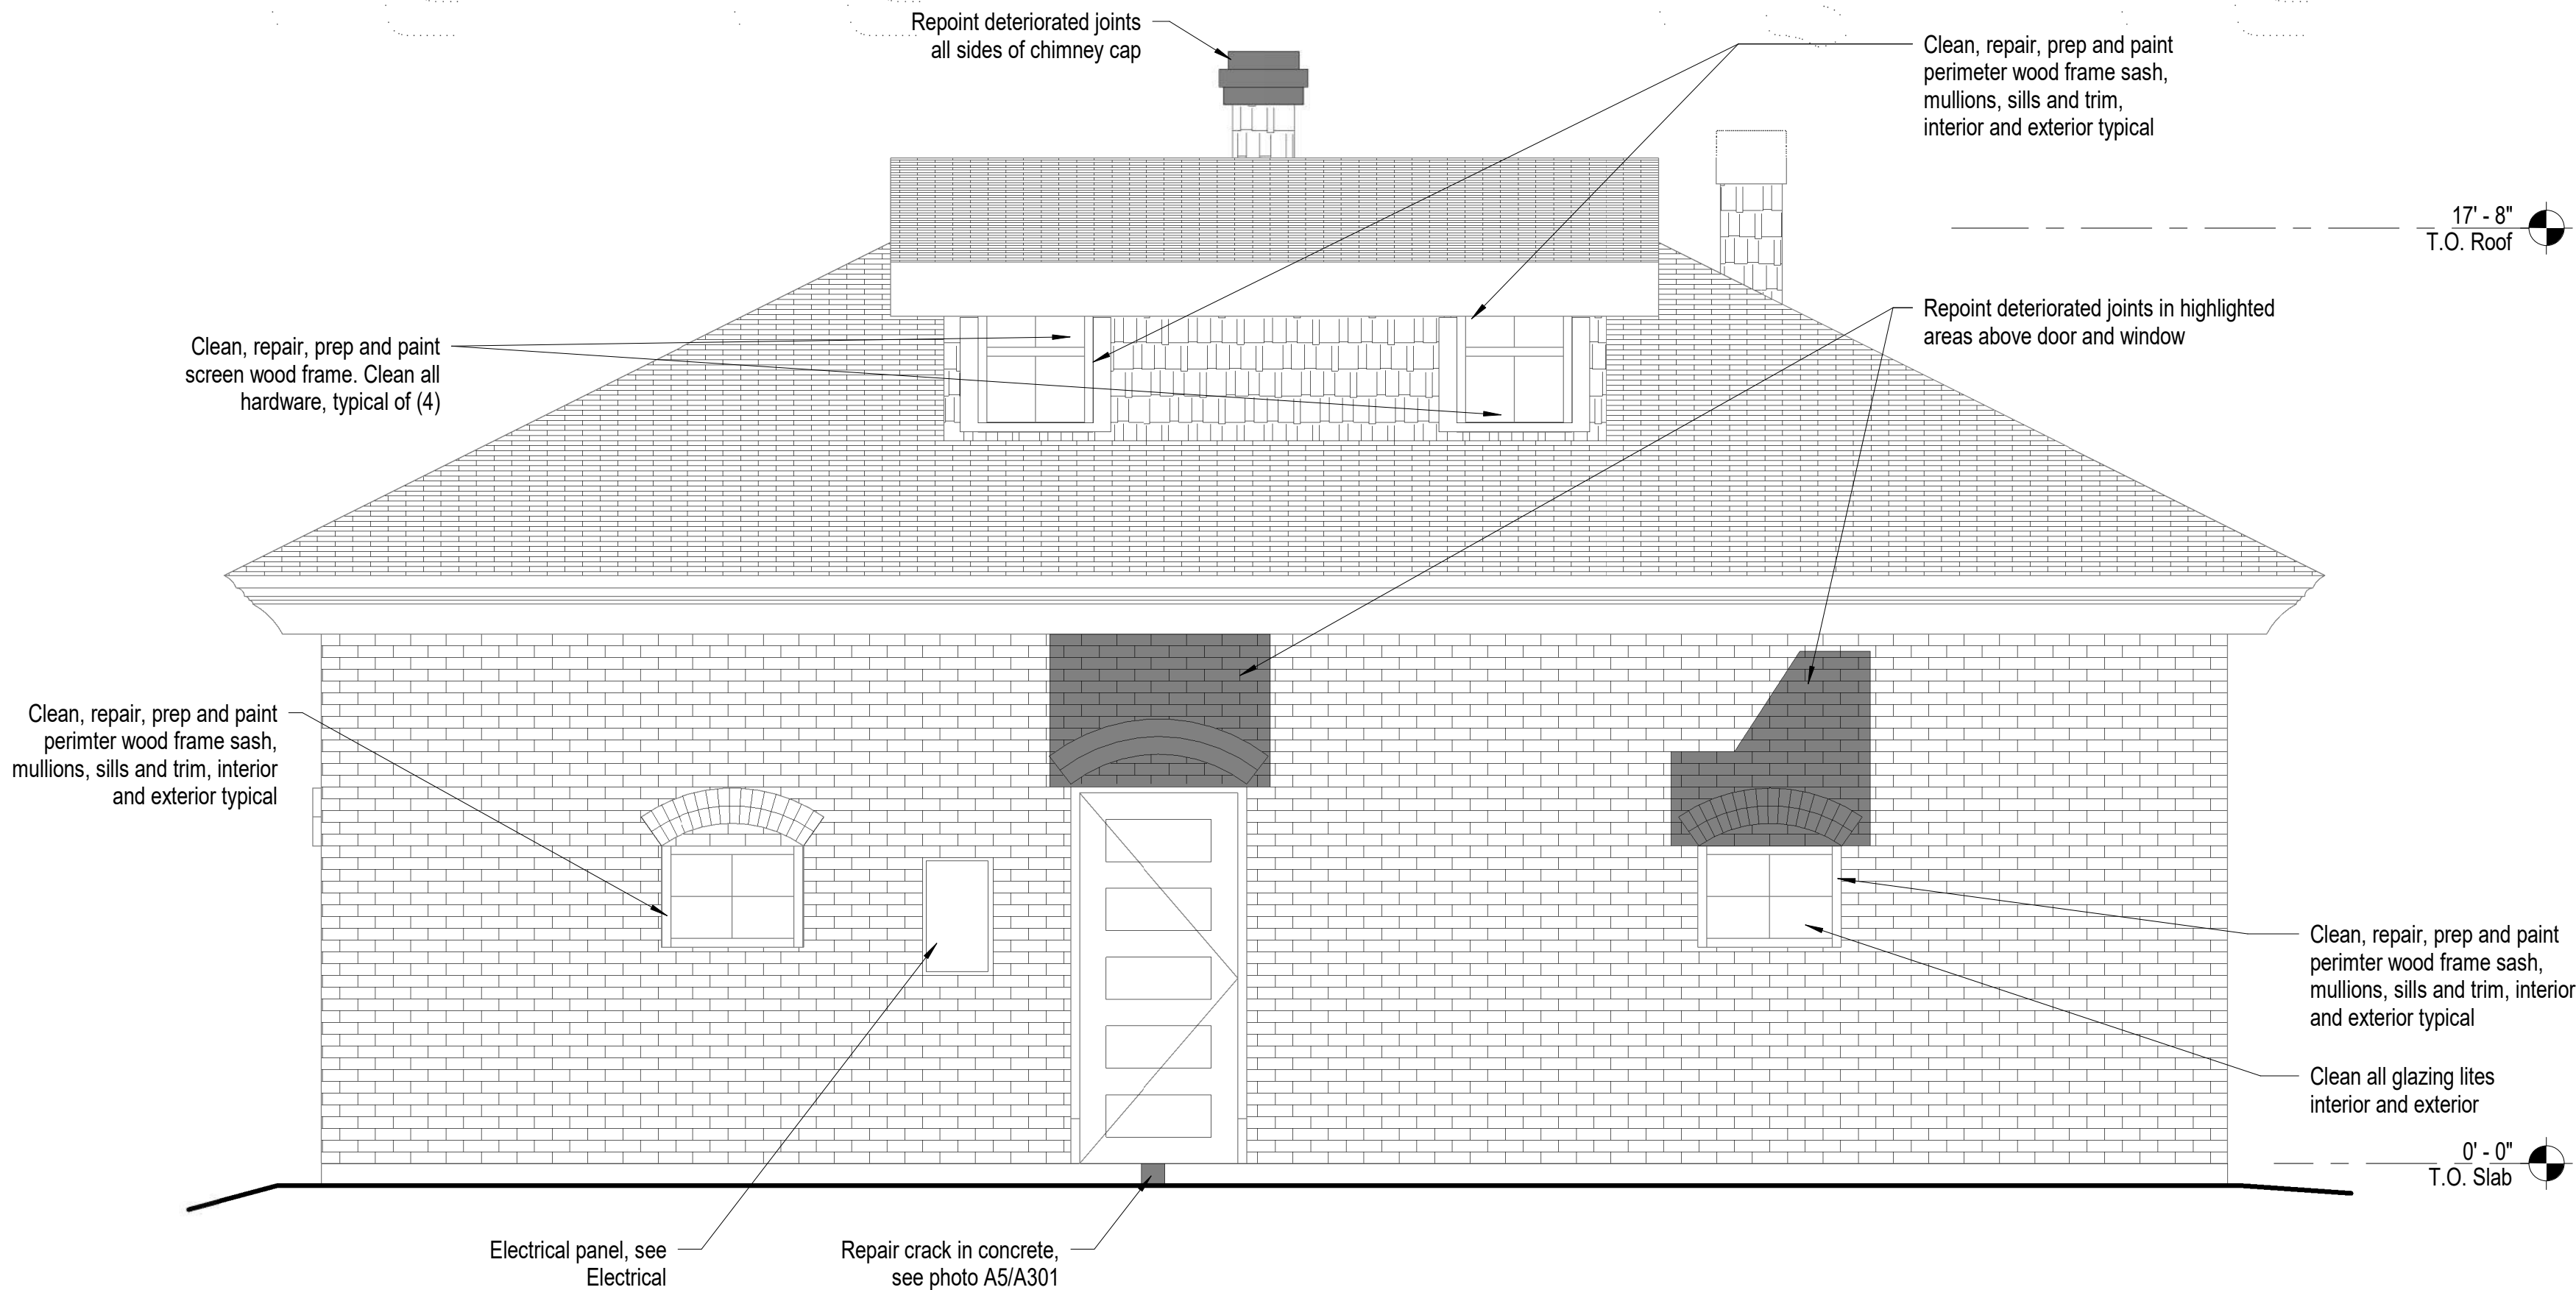 Repoint deteriorated joints
all sides of chimney cap
Clean, repair, prep and paint
perimeter wood frame sash,
mullions, sills and trim,
interior and exterior typical
17' - 8"
T.O. Roof
Repoint deteriorated joints in highlighted
areas above door and window
Clean, repair, prep and paint
screen wood frame. Clean all
hardware, typical of (4)
Clean, repair, prep and paint
perimter wood frame sash,
mullions, sills and trim, interior
and exterior typical
Clean, repair, prep and paint
perimter wood frame sash,
mullions, sills and trim, interior
and exterior typical
Clean all glazing lites
interior and exterior
0' - 0"
T.O. Slab
Electrical panel, see
Electrical
Repair crack in concrete,
see photo A5/A301